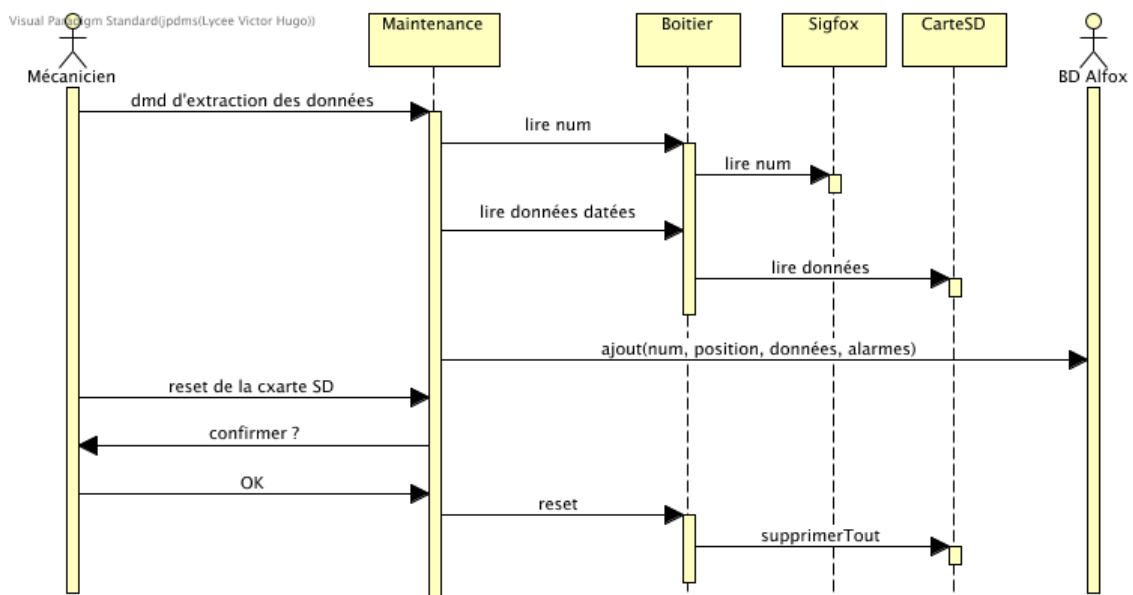 Visual Paradigm Standard(jpdms(Lycee Victor Hugo))
Mécanicien
Maintenance
Boitier
Sigfox
CarteSD
BD Alfox
dmd d'extraction des données
lire num
lire num
lire données datées
lire données
ajout(num, position, données, alarmes)
reset de la cxarte SD
confirmer ?
OK
reset
supprimerTout